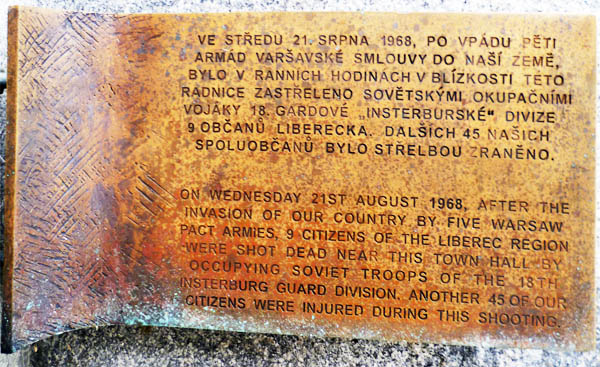 VE STŘEDU 21. SRPNA 1968, PO VPÁDU PĚTI
ARMÁD VARŠAVSKÉ SMLOUVY DO NAŠÍ ZEMĚ,
BYLO V RANNÍCH HODINÁCH V BLÍZKOSTI TÉTO
RADNICE ZASTŘELENO SOVĚTSKÝMI OKUPAČNÍMI
VOJÁKY 18. GARDOVÉ „INSTERBURSKÉ“ DIVIZE
9 OBČANŮ LIBERECKA. DALŠÍCH 45 NAŠICH
SPOLUOBČANŮ BYLO STŘELBOU ZRANĚNO.
ON WEDNESDAY 21ST AUGUST 1968, AFTER THE
INVASION OF OUR COUNTRY BY FIVE WARSAW
PACT ARMIES, 9 CITIZENS OF THE LIBEREC REGION
WERE SHOT DEAD NEAR THIS TOWN HALL BY
OCCUPYING SOVIET TROOPS OF THE 18TH
INSTERBURG GUARD DIVISION. ANOTHER 45 OF OUR
CITIZENS WERE INJURED DURING THIS SHOOTING.